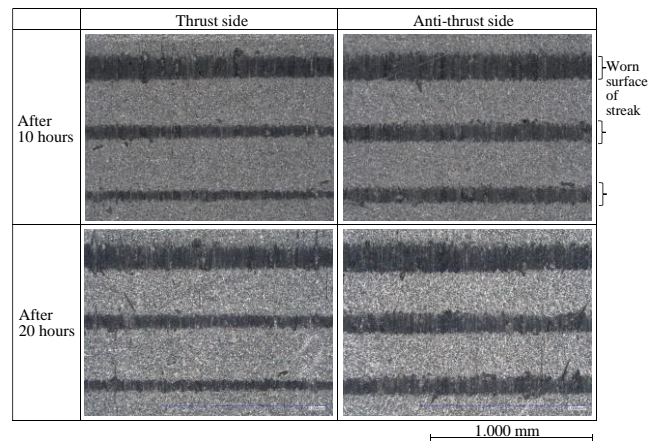 Thrust side
Anti-thrust side
After
10 hours
Worn
surface
of
streak
After
20 hours
1.000 mm